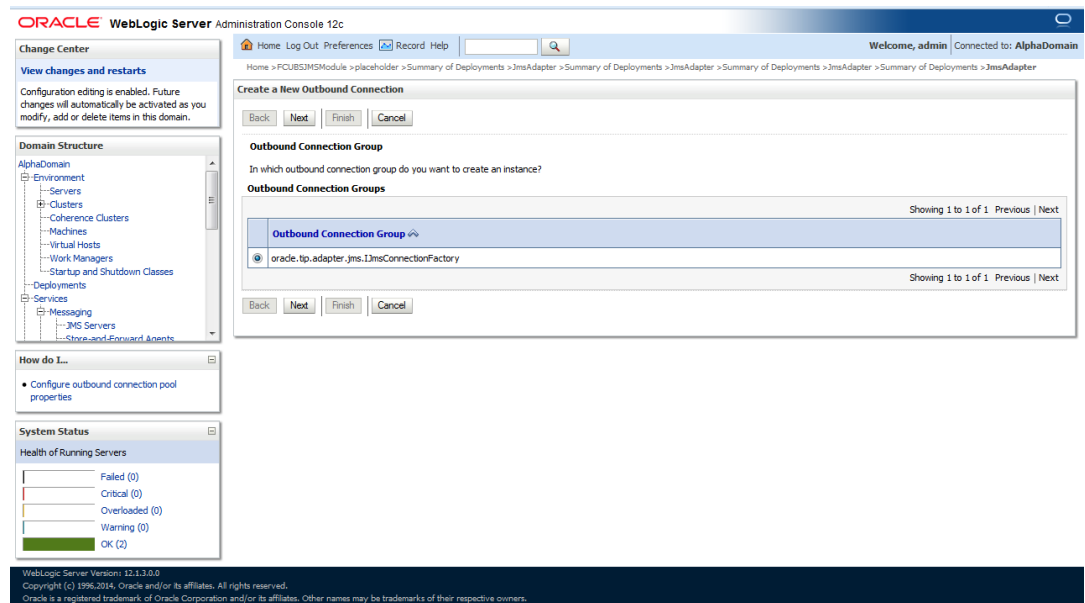 ORACLE WebLogic Server Administration Console 12c
Change Center
View changes and restarts
Configuration editing is enabled. Future
changes will automatically be activated as you
modify, add or delete items in this domain.
Domain Structure
AlphaDomain
Environment
Servers
Clusters
Coherence Clusters
Machines
Virtual Hosts
Work Managers
Startup and Shutdown Classes
Deployments
Services
Messaging
JMS Servers
Store-and-Forward Agents
How do I...
Configure outbound connection pool
properties
System Status
Health of Running Servers
Failed (0)
Critical (0)
Overloaded (0)
Warning (0)
OK (2)
Home Log Out Preferences Record Help
Welcome, admin Connected to: AlphaDomain
Home >FCUBSJMSModule >placeholder >Summary of Deployments >JmsAdapter >Summary of Deployments >JmsAdapter >Summary of Deployments >JmsAdapter >Summary of Deployments >JmsAdapter
Create a New Outbound Connection
Back Next Finish Cancel
Outbound Connection Group
In which outbound connection group do you want to create an instance?
Outbound Connection Groups
Showing 1 to 1 of 1 Previous | Next
Outbound Connection Group
oracle.tip.adapter.jms.IJmsConnectionFactory
Showing 1 to 1 of 1 Previous | Next
Back Next Finish Cancel
WebLogic Server Version: 12.1.3.0.0
Copyright (c) 1996,2014, Oracle and/or its affiliates. All rights reserved.
Oracle is a registered trademark of Oracle Corporation and/or its affiliates. Other names may be trademarks of their respective owners.